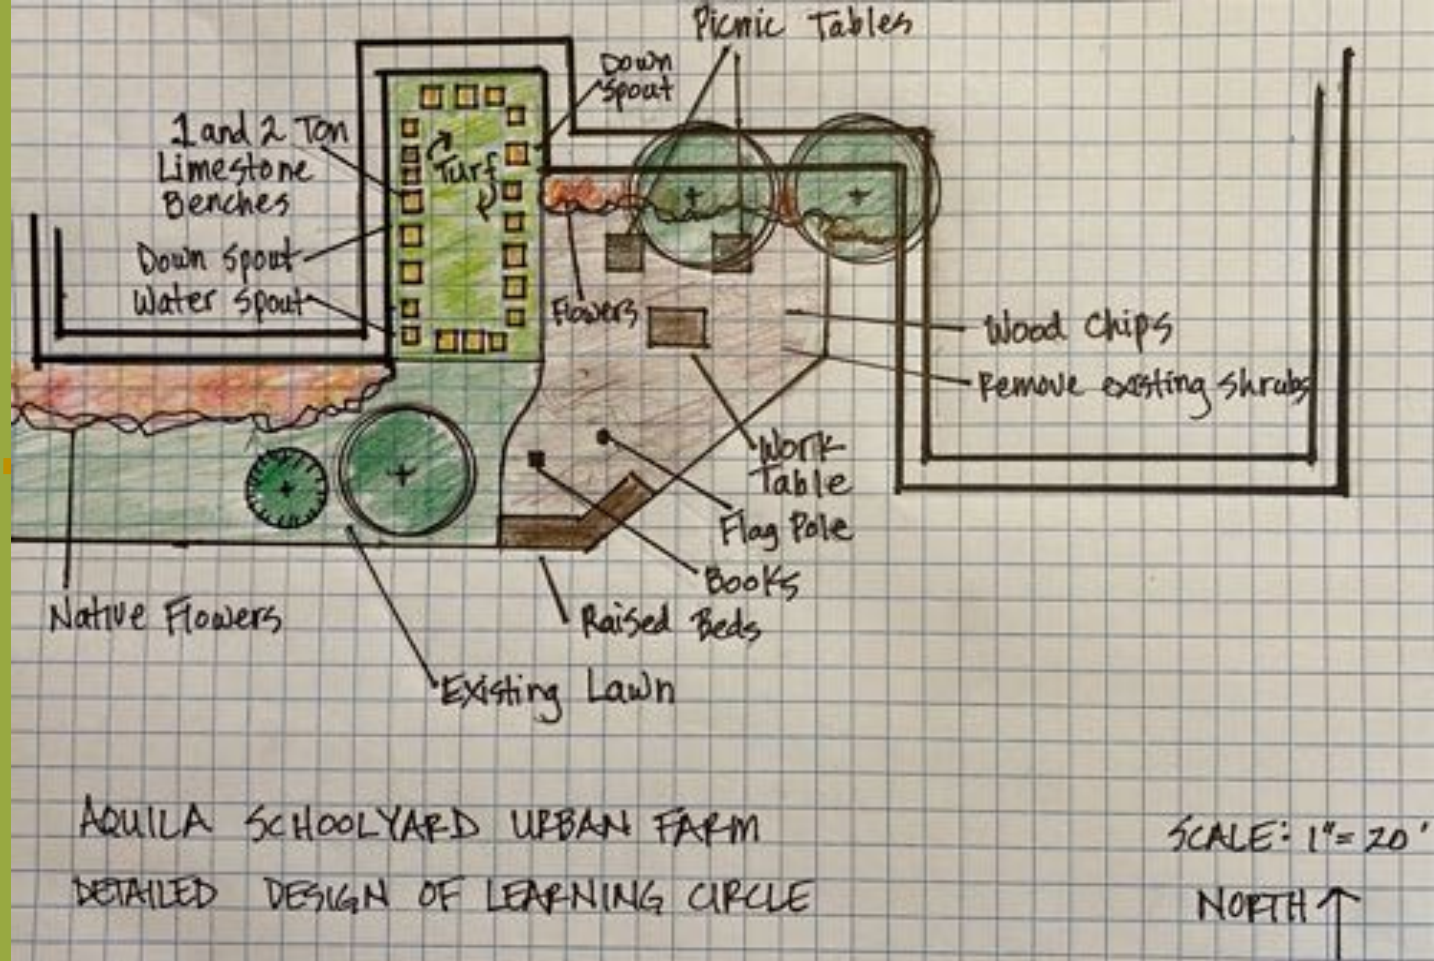 Picnic Tables
Down
Spout
1 and 2 Ton
Limestone
Benches
Turf
Down Spout
Water Spout
Flowers
Wood Chips
Remove existing shrubs
Work
Table
Flag Pole
Books
Raised Beds
Native Flowers
Existing Lawn
AQUILA SCHOOLYARD URBAN FARM
DETAILED DESIGN OF LEARNING CIRCLE
SCALE: 1"= 20'
NORTH